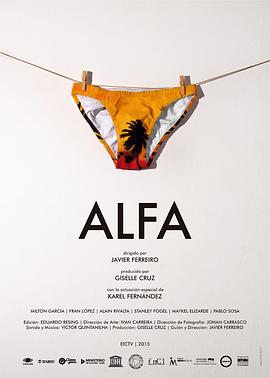 ALFA
dirigido por
JAVIER FERREIRO
producido por
GISELLE CRUZ
con la actuación especial de
KAREL FERNÁNDEZ
MILTON GARCÍA | FRAN LÓPEZ | ALAIN RIVALTA | STANLEY FOGEL | MAYKEL ELIZARDE | PABLO SOSA
Edición: EDUARDO RESING | Dirección de Arte: IVAN CARREIRA | Dirección de Fotografía: JOHAN CARRASCO
Sonido y Música: VICTOR QUINTANILHA | Producción: GISELLE CRUZ | Guión y Dirección: JAVIER FERREIRO
EICTV | 2015